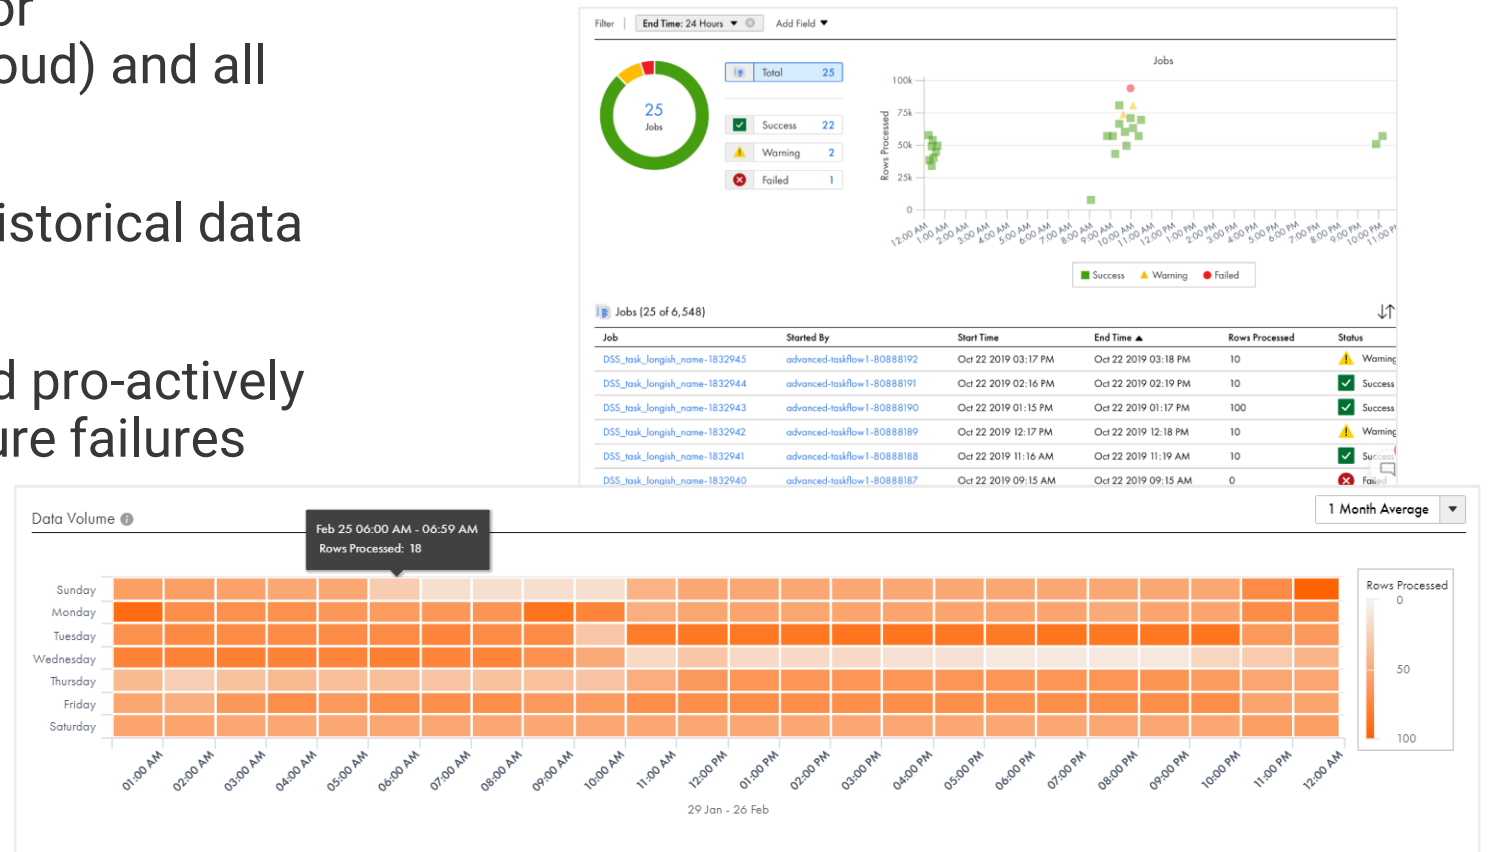 or
oud) and all
istorical data
d pro-actively
ure failures
Filter | End Time: 24 Hours Add Field
25
Jobs
Total 25
Success 22
Warning 2
Failed 1
Jobs
Rows Processed
100k
75k
50k
25k
0
12:00 AM 1:00 AM 2:00 AM 3:00 AM 4:00 AM 5:00 AM 6:00 AM 7:00 AM 8:00 AM 9:00 AM 10:00 AM 11:00 AM 12:00 PM 1:00 PM 2:00 PM 3:00 PM 4:00 PM 5:00 PM 6:00 PM 7:00 PM 8:00 PM 9:00 PM 10:00 PM 11:00 P
Success Warning Failed
Jobs (25 of 6,548)
Job Started By Start Time End Time Rows Processed Status
DSS_task_longish_name-1832945 advanced-taskflow1-80888192 Oct 22 2019 03:17 PM Oct 22 2019 03:18 PM 10 Warning
DSS_task_longish_name-1832944 advanced-taskflow1-80888191 Oct 22 2019 02:16 PM Oct 22 2019 02:19 PM 10 Success
DSS_task_longish_name-1832943 advanced-taskflow1-80888190 Oct 22 2019 01:15 PM Oct 22 2019 01:17 PM 100 Success
DSS_task_longish_name-1832942 advanced-taskflow1-80888189 Oct 22 2019 12:17 PM Oct 22 2019 12:18 PM 10 Warning
DSS_task_longish_name-1832941 advanced-taskflow1-80888188 Oct 22 2019 11:16 AM Oct 22 2019 11:19 AM 10 Success
DSS_task_longish_name-1832940 advanced-taskflow1-80888187 Oct 22 2019 09:15 AM Oct 22 2019 09:15 AM 0 Failed
Data Volume
1 Month Average
Feb 25 06:00 AM - 06:59 AM
Rows Processed: 18
Sunday
Monday
Tuesday
Wednesday
Thursday
Friday
Saturday
01:00 AM 02:00 AM 03:00 AM 04:00 AM 05:00 AM 06:00 AM 07:00 AM 08:00 AM 09:00 AM 10:00 AM 11:00 AM 12:00 PM 01:00 PM 02:00 PM 03:00 PM 04:00 PM 05:00 PM 06:00 PM 07:00 PM 08:00 PM 09:00 PM 10:00 PM 11:00 PM 12:00 AM
29 Jan - 26 Feb
Rows Processed
0
50
100